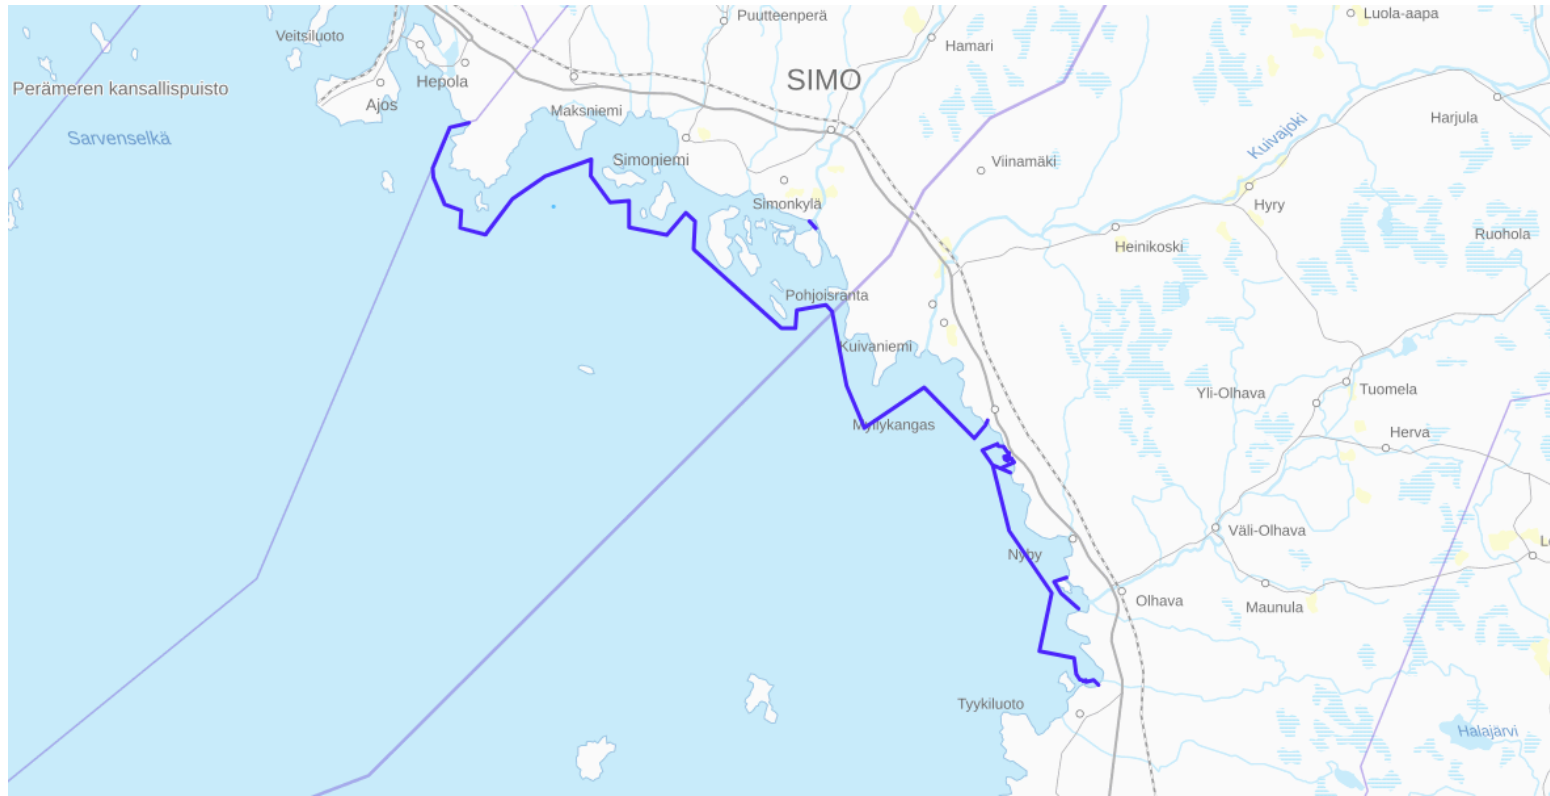 Puutteenperä
Luola-aapa
Veitsiluoto
Hamari
SIMO
Hepola
Perämeren kansallispuisto
Ajos
Maksniemi
Harjula
Sarvenselkä
Kuivajoki
Simoniemi
Viinamäki
Simonkylä
Hyry
Ruohola
Heinikoski
Pohjoisranta
Kuivaniemi
Yli-Olhava
Tuomela
Myllykangas
Herva
Väli-Olhava
Nyby
Olhava
Maunula
Tyykiluoto
Halajärvi